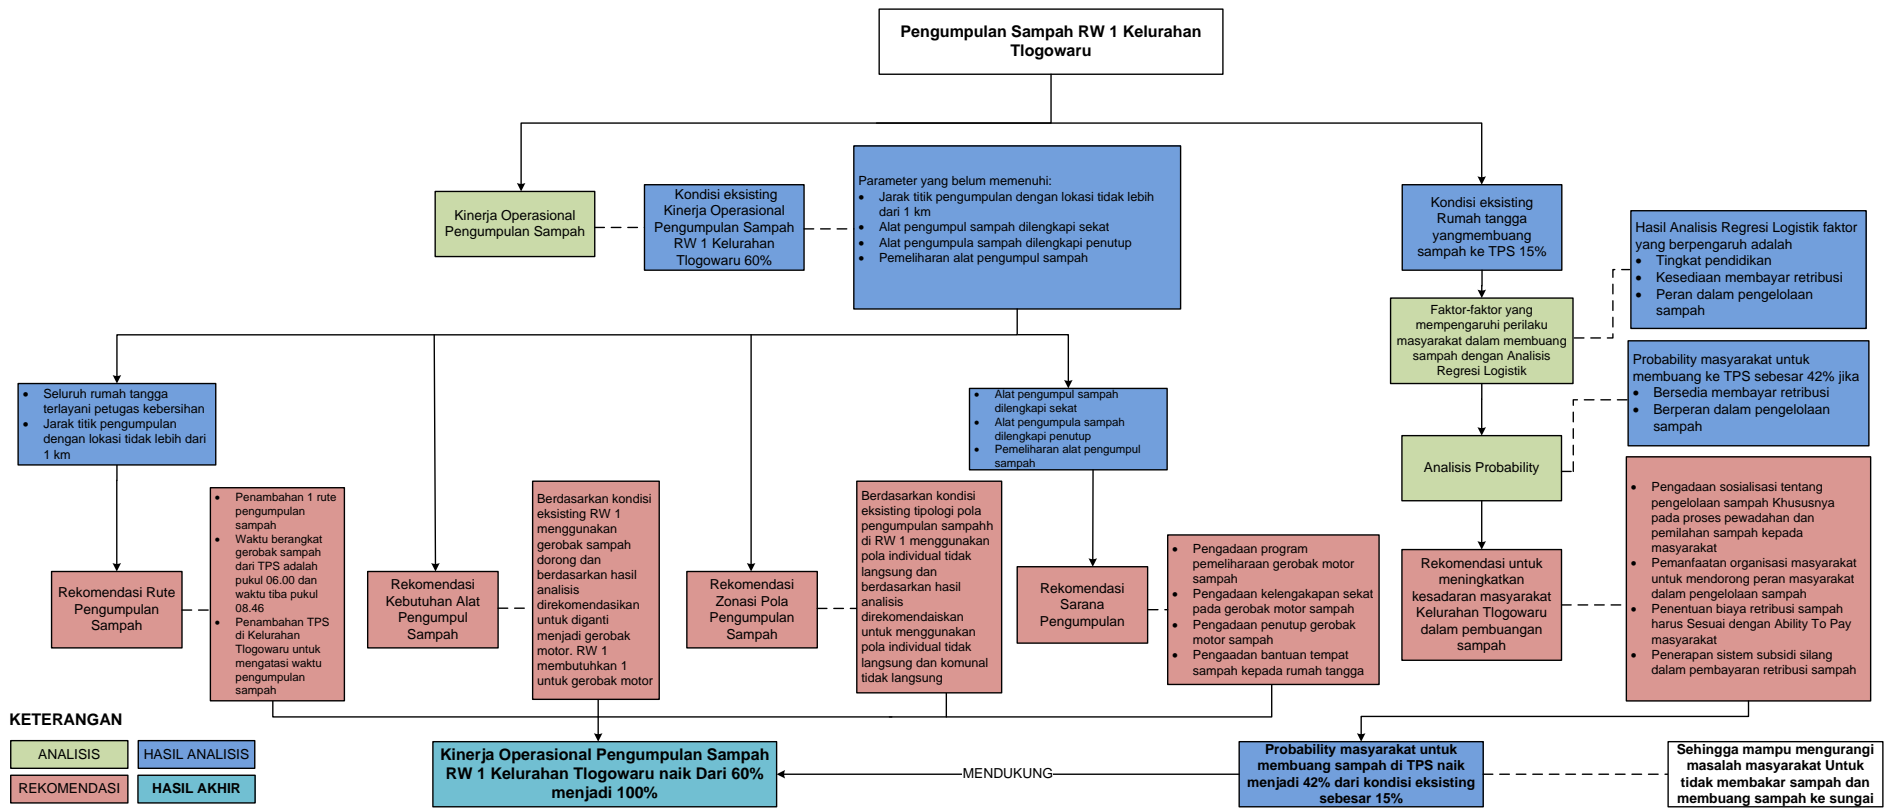 Pengumpulan Sampah RW 1 Kelurahan
Tlogowaru
Kinerja Operasional
Pengumpulan Sampah
Kondisi eksisting
Kinerja Operasional
Pengumpulan Sampah
RW 1 Kelurahan
Tlogowaru 60%
Parameter yang belum memenuhi:
• Jarak titik pengumpulan dengan lokasi tidak lebih
dari 1 km
• Alat pengumpul sampah dilengkapi sekat
• Alat pengumpula sampah dilengkapi penutup
• Pemeliharan alat pengumpul sampah
Kondisi eksisting
Rumah tangga
yangmembuang
sampah ke TPS 15%
Hasil Analisis Regresi Logistik faktor
yang berpengaruh adalah
• Tingkat pendidikan
• Kesediaan membayar retribusi
• Peran dalam pengelolaan
sampah
Faktor-faktor yang
mempengaruhi perilaku
masyarakat dalam membuang
sampah dengan Analisis
Regresi Logistik
Probability masyarakat untuk
membuang ke TPS sebesar 42% jika
• Bersedia membayar retribusi
• Berperan dalam pengelolaan
sampah
Analisis Probability
• Seluruh rumah tangga
terlayani petugas kebersihan
• Jarak titik pengumpulan
dengan lokasi tidak lebih dari
1 km
• Alat pengumpul sampah
dilengkapi sekat
• Alat pengumpula sampah
dilengkapi penutup
• Pemeliharan alat pengumpul
sampah
Rekomendasi Rute
Pengumpulan
Sampah
• Penambahan 1 rute
pengumpulan
sampah
• Waktu berangkat
gerobak sampah
dari TPS adalah
pukul 06.00 dan
waktu tiba pukul
08.46
• Penambahan TPS
di Kelurahan
Tlogowaru untuk
mengatasi waktu
pengumpulan
sampah
Rekomendasi
Kebutuhan Alat
Pengumpul
Sampah
Berdasarkan kondisi
eksisting RW 1
menggunakan
gerobak sampah
dorong dan
berdasarkan hasil
analisis
direkomendasikan
untuk diganti
menjadi gerobak
motor. RW 1
membutuhkan 1
untuk gerobak motor
Rekomendasi
Zonasi Pola
Pengumpulan
Sampah
Berdasarkan kondisi
eksisting tipologi pola
pengumpulan sampahh
di RW 1 menggunakan
pola individual tidak
langsung dan
berdasarkan hasil
analisis
direkomendaiskan
untuk menggunakan
pola individual tidak
langsung dan komunal
tidak langsung
Rekomendasi
Sarana
Pengumpulan
• Pengadaan program
pemeliharaan gerobak motor
sampah
• Pengadaan kelengakapan sekat
pada gerobak motor sampah
• Pengadaan penutup gerobak
motor sampah
• Pengaadan bantuan tempat
sampah kepada rumah tangga
Rekomendasi untuk
meningkatkan
kesadaran masyarakat
Kelurahan Tlogowaru
dalam pembuangan
sampah
• Pengadaan sosialisasi tentang
pengelolaan sampah Khususnya
pada proses pewadahan dan
pemilahan sampah kepada
masyarakat
• Pemanfaatan organisasi masyarakat
untuk mendorong peran masyarakat
dalam pengelolaan sampah
• Penentuan biaya retribusi sampah
harus Sesuai dengan Ability To Pay
masyarakat
• Penerapan sistem subsidi silang
dalam pembayaran retribusi sampah
KETERANGAN
ANALISIS
HASIL ANALISIS
REKOMENDASI
HASIL AKHIR
Kinerja Operasional Pengumpulan Sampah
RW 1 Kelurahan Tlogowaru naik Dari 60%
menjadi 100%
MENDUKUNG
Probability masyarakat untuk
membuang sampah di TPS naik
menjadi 42% dari kondisi eksisting
sebesar 15%
Sehingga mampu mengurangi
masalah masyarakat Untuk
tidak membakar sampah dan
membuang sampah ke sungai